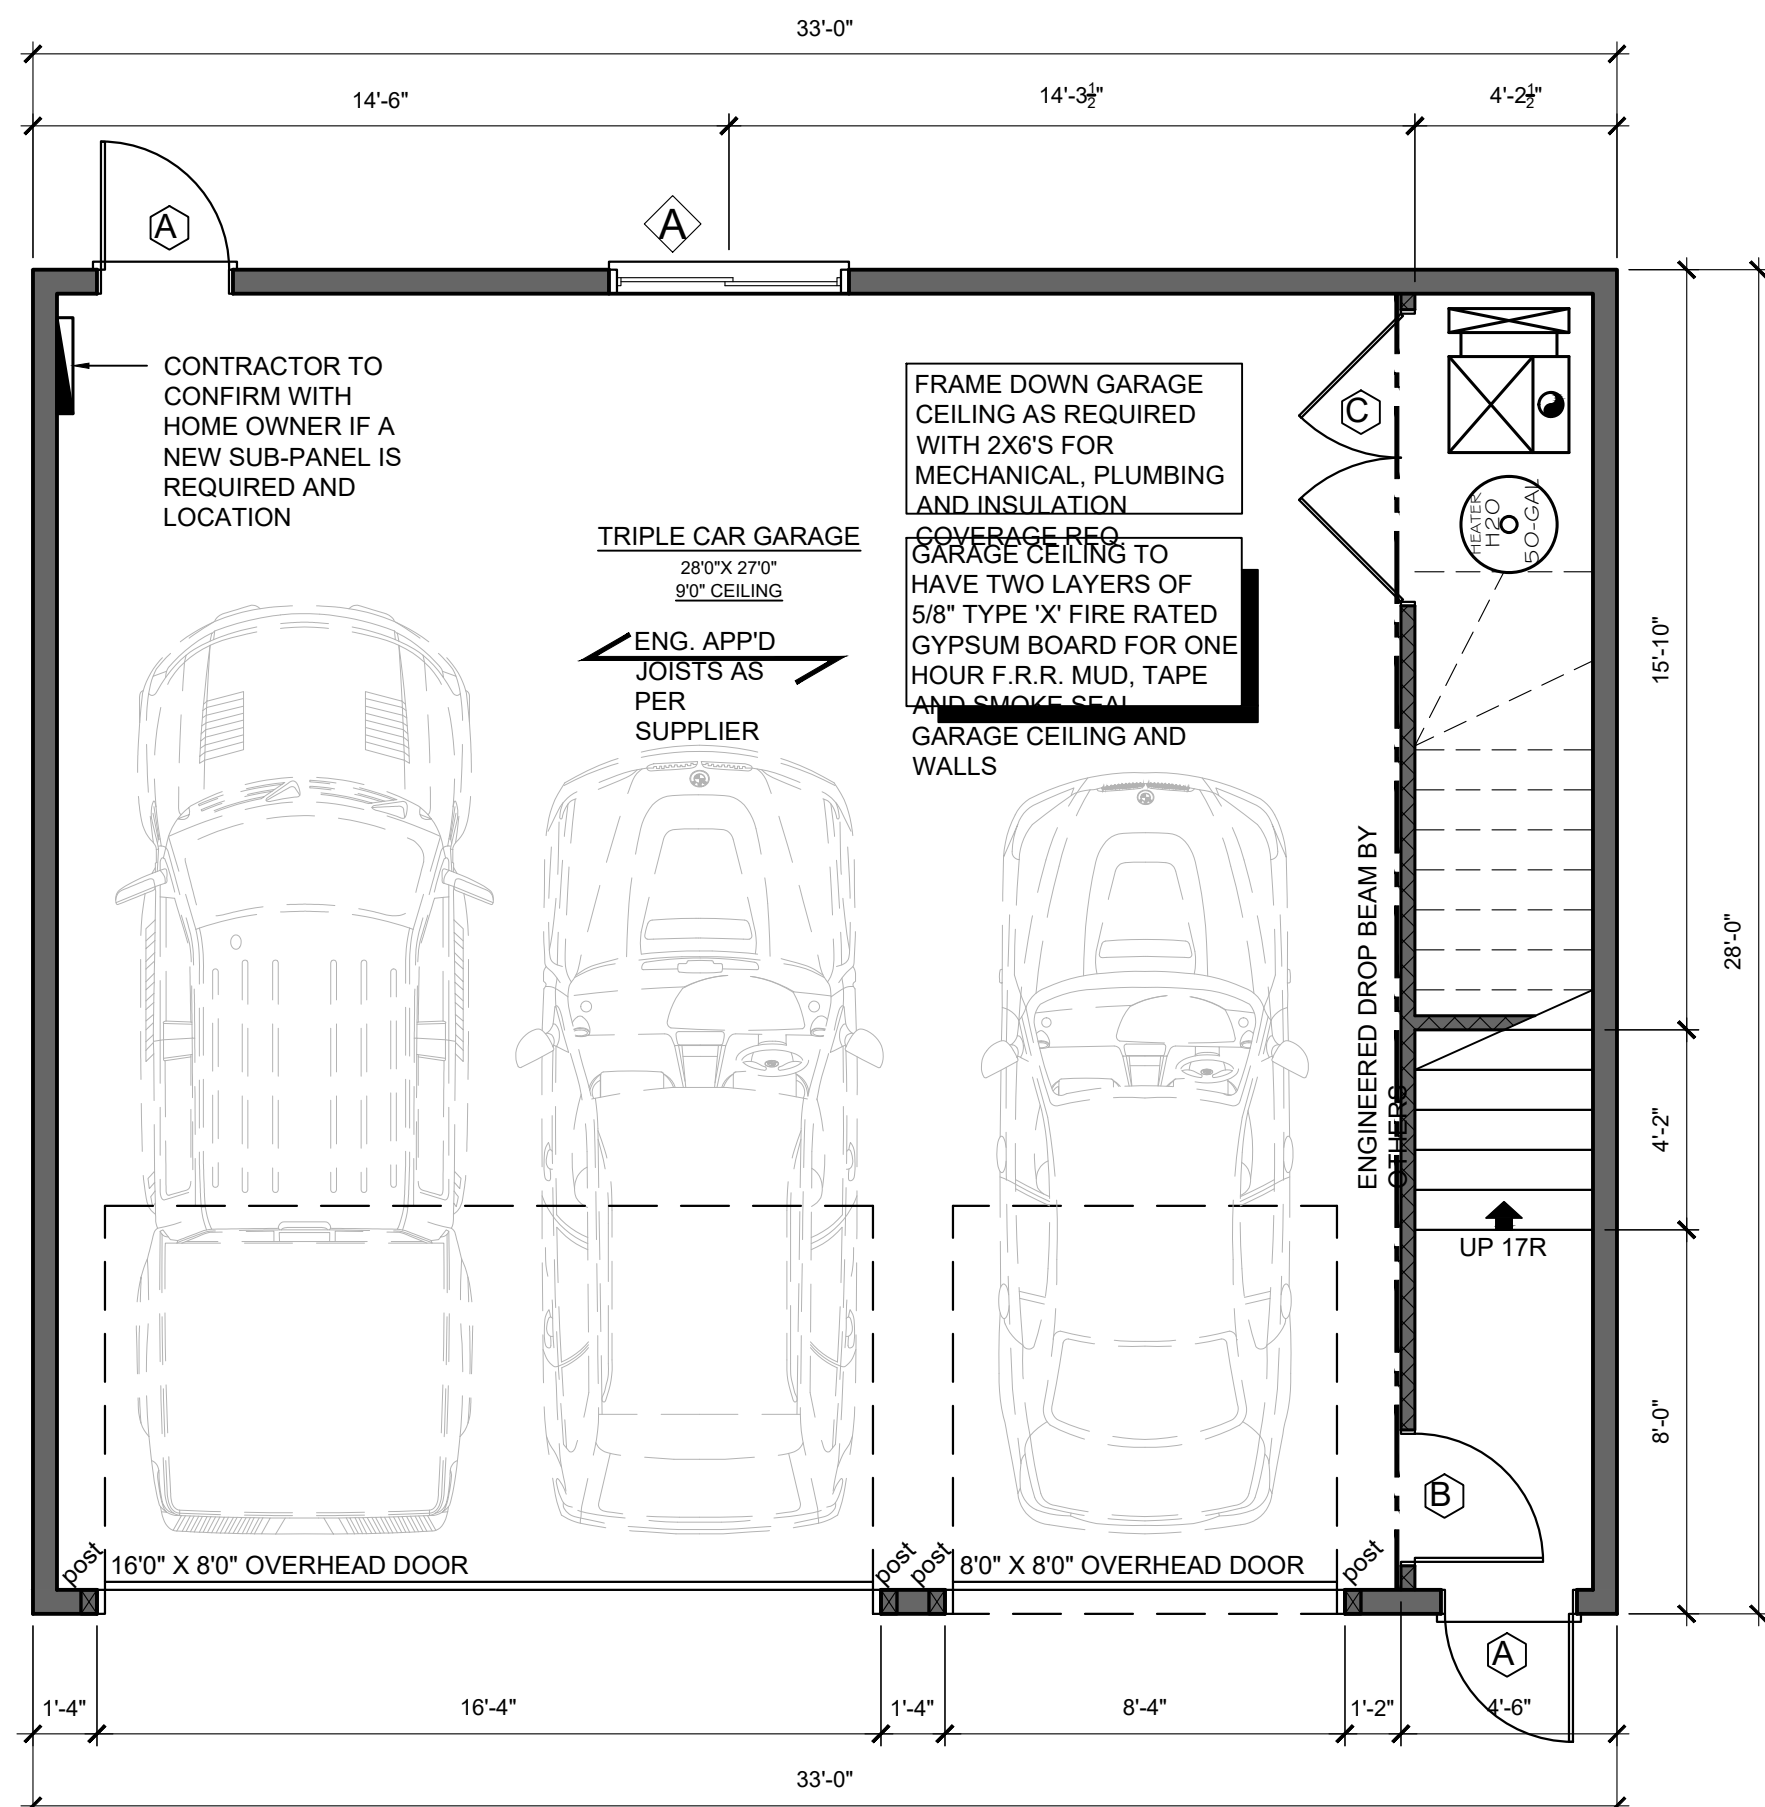 33'-0"
14'-6"
14'-3½"
4'-2½"
A
A
CONTRACTOR TO
CONFIRM WITH
HOME OWNER IF A
NEW SUB-PANEL IS
REQUIRED AND
LOCATION
FRAME DOWN GARAGE
CEILING AS REQUIRED
WITH 2X6'S FOR
MECHANICAL, PLUMBING
AND INSULATION
COVERAGE REQ.
C
HEATER
H2O
50-GAL
TRIPLE CAR GARAGE
28'0"X 27'0"
9'0" CEILING
GARAGE CEILING TO
HAVE TWO LAYERS OF
5/8" TYPE 'X' FIRE RATED
GYPSUM BOARD FOR ONE
HOUR F.R.R. MUD, TAPE
AND SMOKE SEAL
GARAGE CEILING AND
WALLS
ENG. APP'D
JOISTS AS
PER
SUPPLIER
15'-10"
28'-0"
ENGINEERED DROP BEAM BY
OTHERS
4'-2"
UP 17R
8'-0"
B
post
16'0" X 8'0" OVERHEAD DOOR
post
post
8'0" X 8'0" OVERHEAD DOOR
post
A
1'-4"
16'-4"
1'-4"
8'-4"
1'-2"
4'-6"
33'-0"